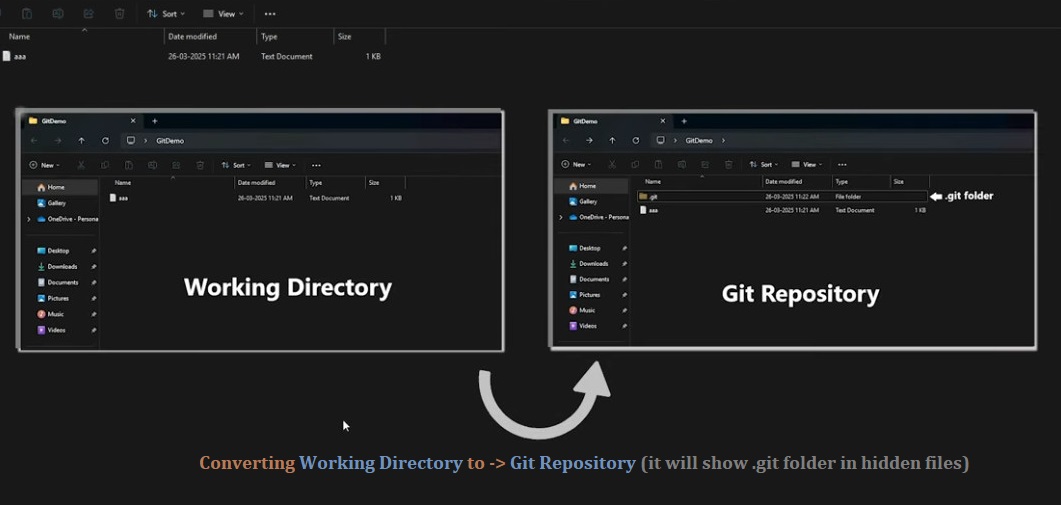 Sort View ...
Name Date modified Type Size
aaa 26-03-2025 11:21 AM Text Document 1 KB
GitDemo
GitDemo
New Sort View ...
Name Date modified Type Size
Home
aaa 26-03-2025 11:21 AM Text Document 1 KB
Gallery
OneDrive - Persona
Desktop
Downloads
Documents
Pictures
Music
Videos
Working Directory
GitDemo
GitDemo
New Sort View ...
Name Date modified Type Size
Home
.git 26-03-2025 11:22 AM File folder
.git folder
Gallery
aaa 26-03-2025 11:21 AM Text Document 1 KB
OneDrive - Persona
Desktop
Downloads
Documents
Pictures
Music
Videos
Git Repository
Converting Working Directory to -> Git Repository (it will show .git folder in hidden files)